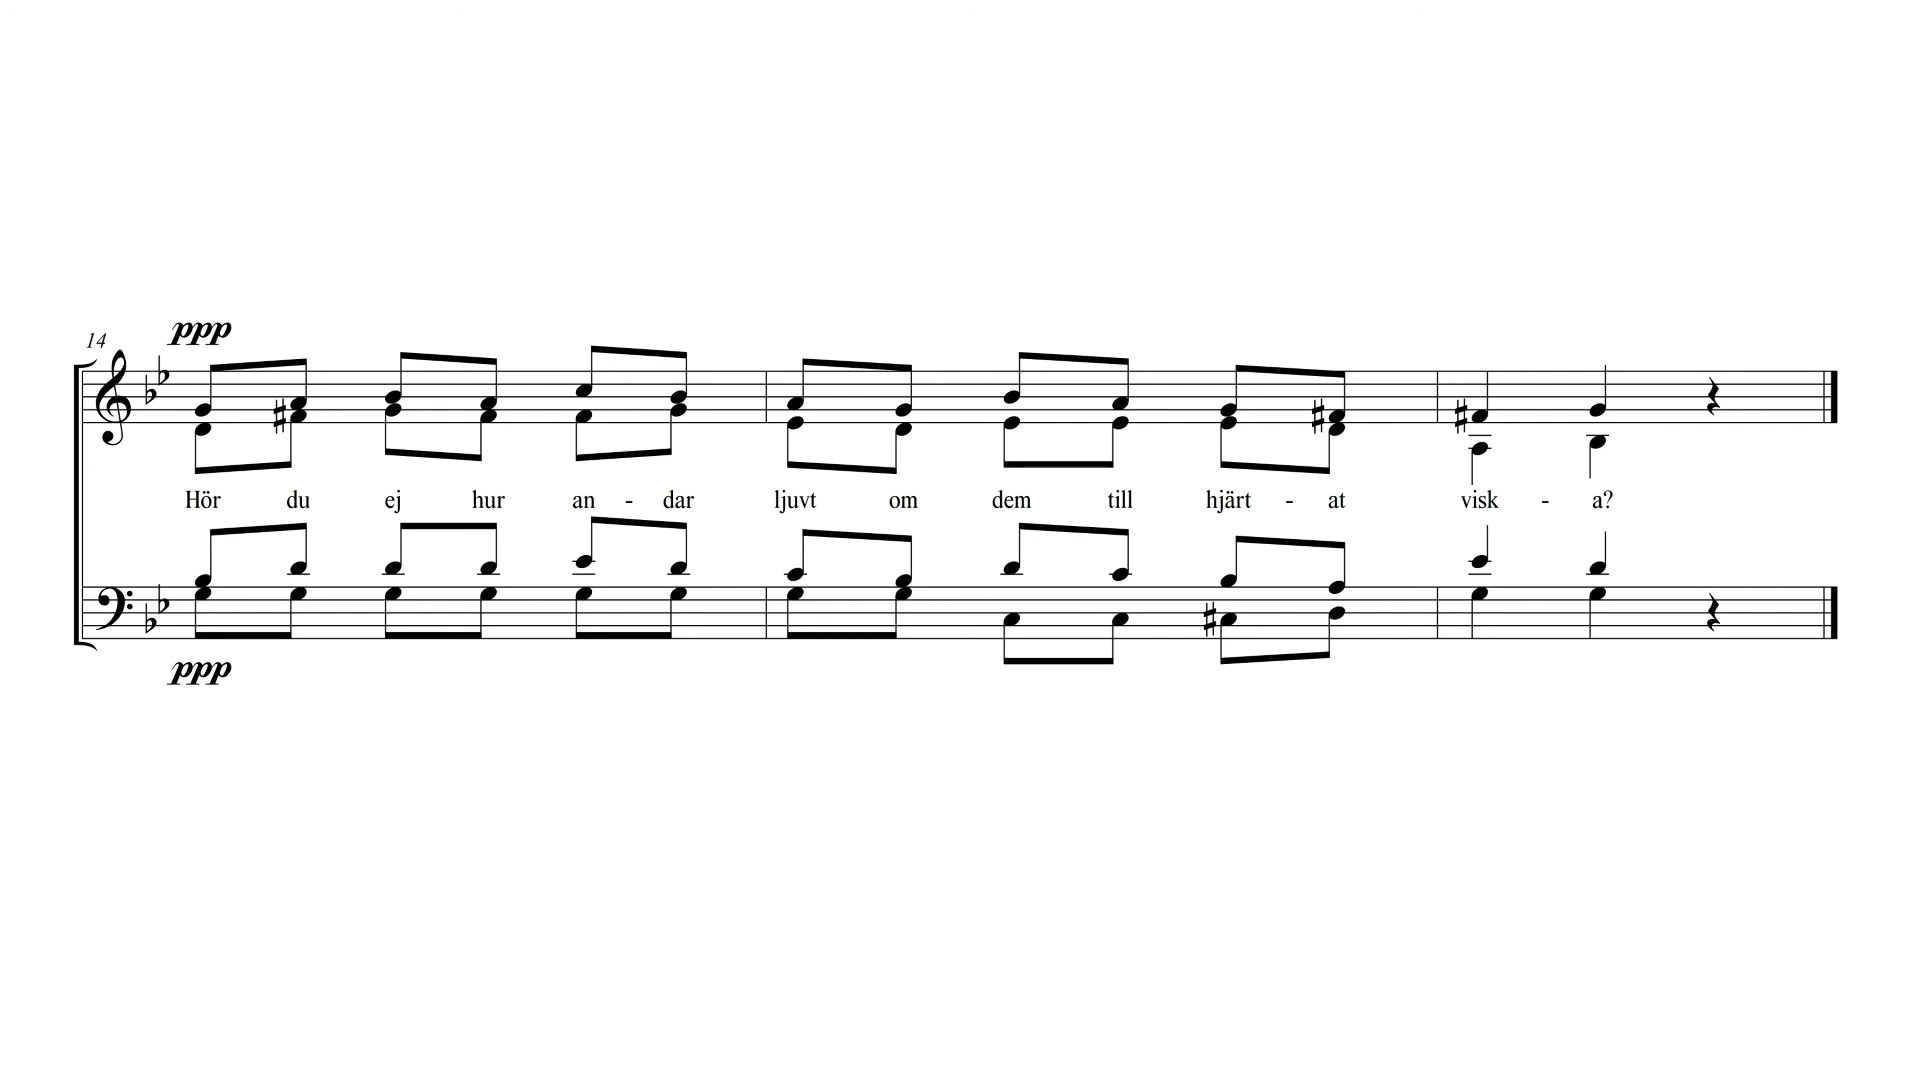 ppp
14
Hör du ej hur an - dar ljuvt om dem till hjärt - at visk - a?
ppp